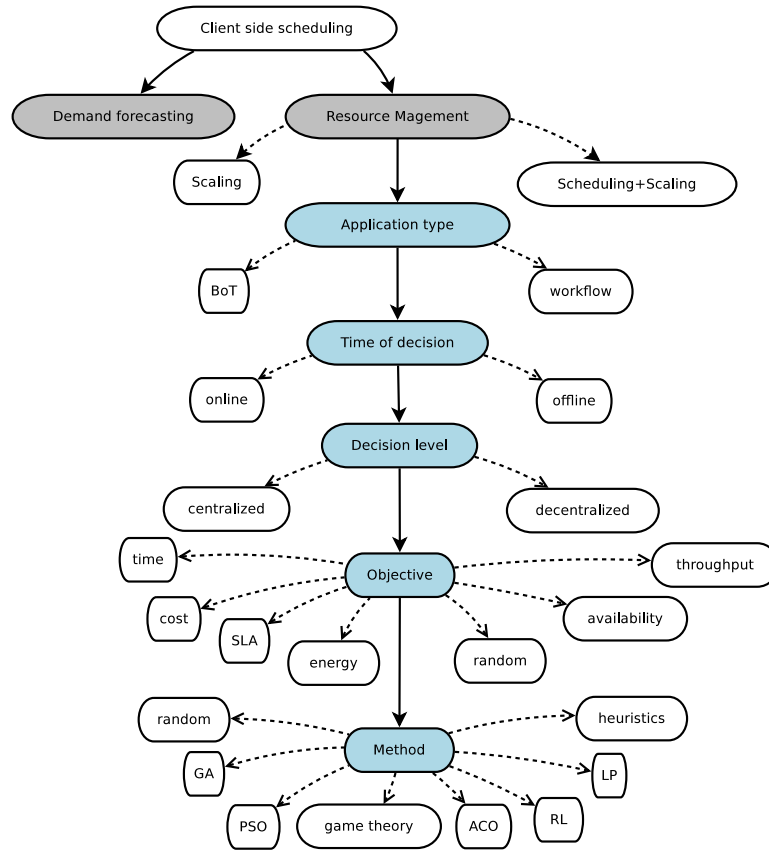 Client side scheduling
Demand forecasting
Resource Magement
Scaling
Scheduling+Scaling
Application type
BoT
workflow
Time of decision
online
offline
Decision level
centralized
decentralized
time
Objective
throughput
cost
SLA
energy
random
availability
random
Method
heuristics
GA
LP
PSO
game theory
ACO
RL